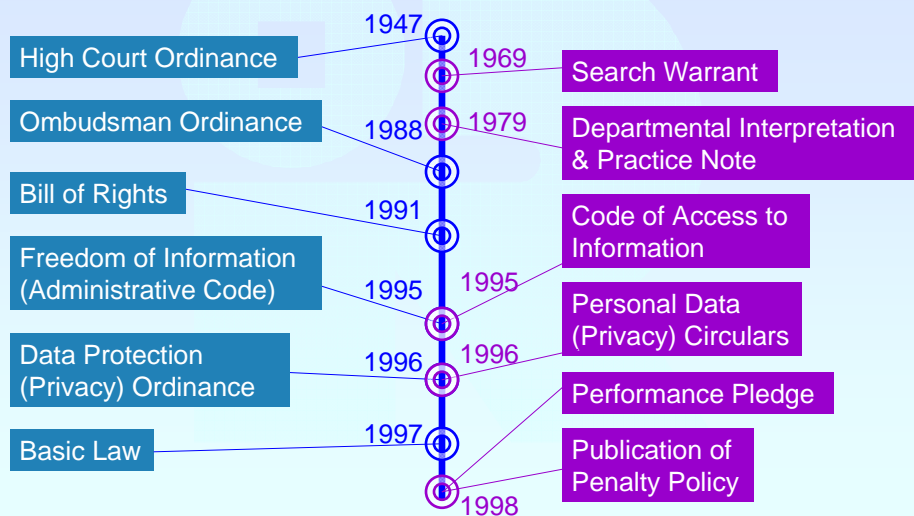 1947
High Court Ordinance
1969
Search Warrant
Ombudsman Ordinance
1988
1979
Departmental Interpretation
& Practice Note
Bill of Rights
1991
Code of Access to
Information
Freedom of Information
(Administrative Code)
1995
1995
Personal Data
(Privacy) Circulars
Data Protection
(Privacy) Ordinance
1996
1996
Performance Pledge
Basic Law
1997
Publication of
Penalty Policy
1998